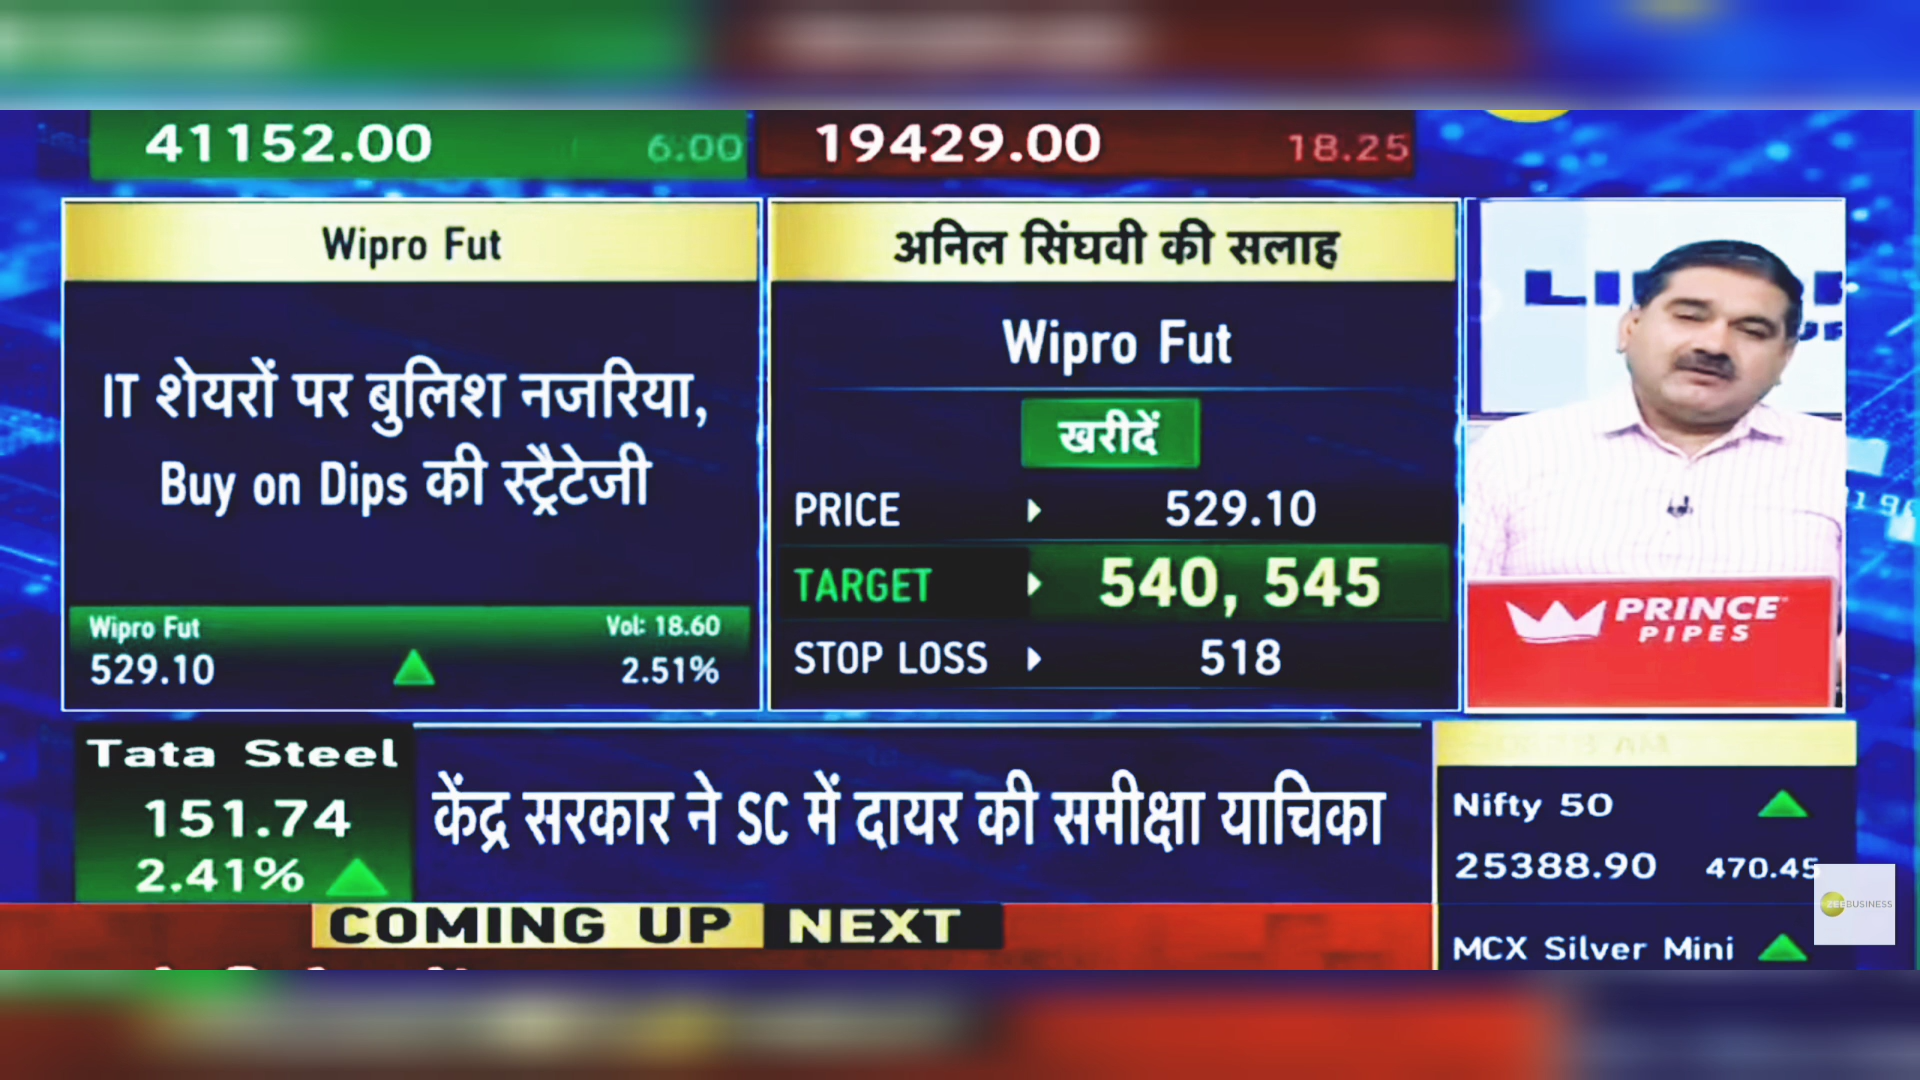 41152.00 6.00 19429.00 18.25
Wipro Fut
IT शेयरों पर बुलिश नजरिया,
Buy on Dips की स्ट्रैटेजी
Wipro Fut Vol: 18.60
529.10 2.51%
अनिल सिंघवी की सलाह
Wipro Fut
खरीदें
PRICE 529.10
TARGET 540, 545
STOP LOSS 518
PRINCE
PIPES
Tata Steel
151.74
2.41%
केंद्र सरकार ने SC में दायर की समीक्षा याचिका
Nifty 50
25388.90 470.45
MCX Silver Mini
ZEEBUSINESS
COMING UP NEXT